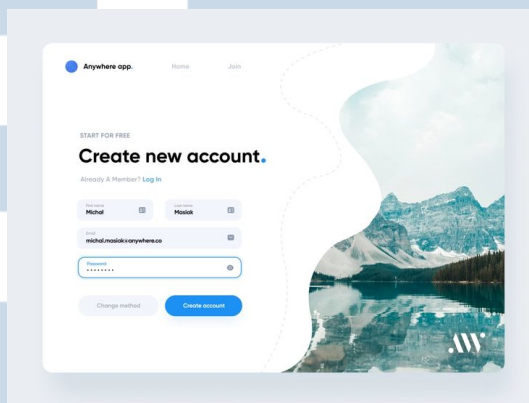 Anywhere app. Home Join
START FOR FREE
Create new account.
Already A Member? Log In
First name Last name
Michał Masiak
Email
michal.masiak@anywhere.co
Password
••••••••
Change method Create account